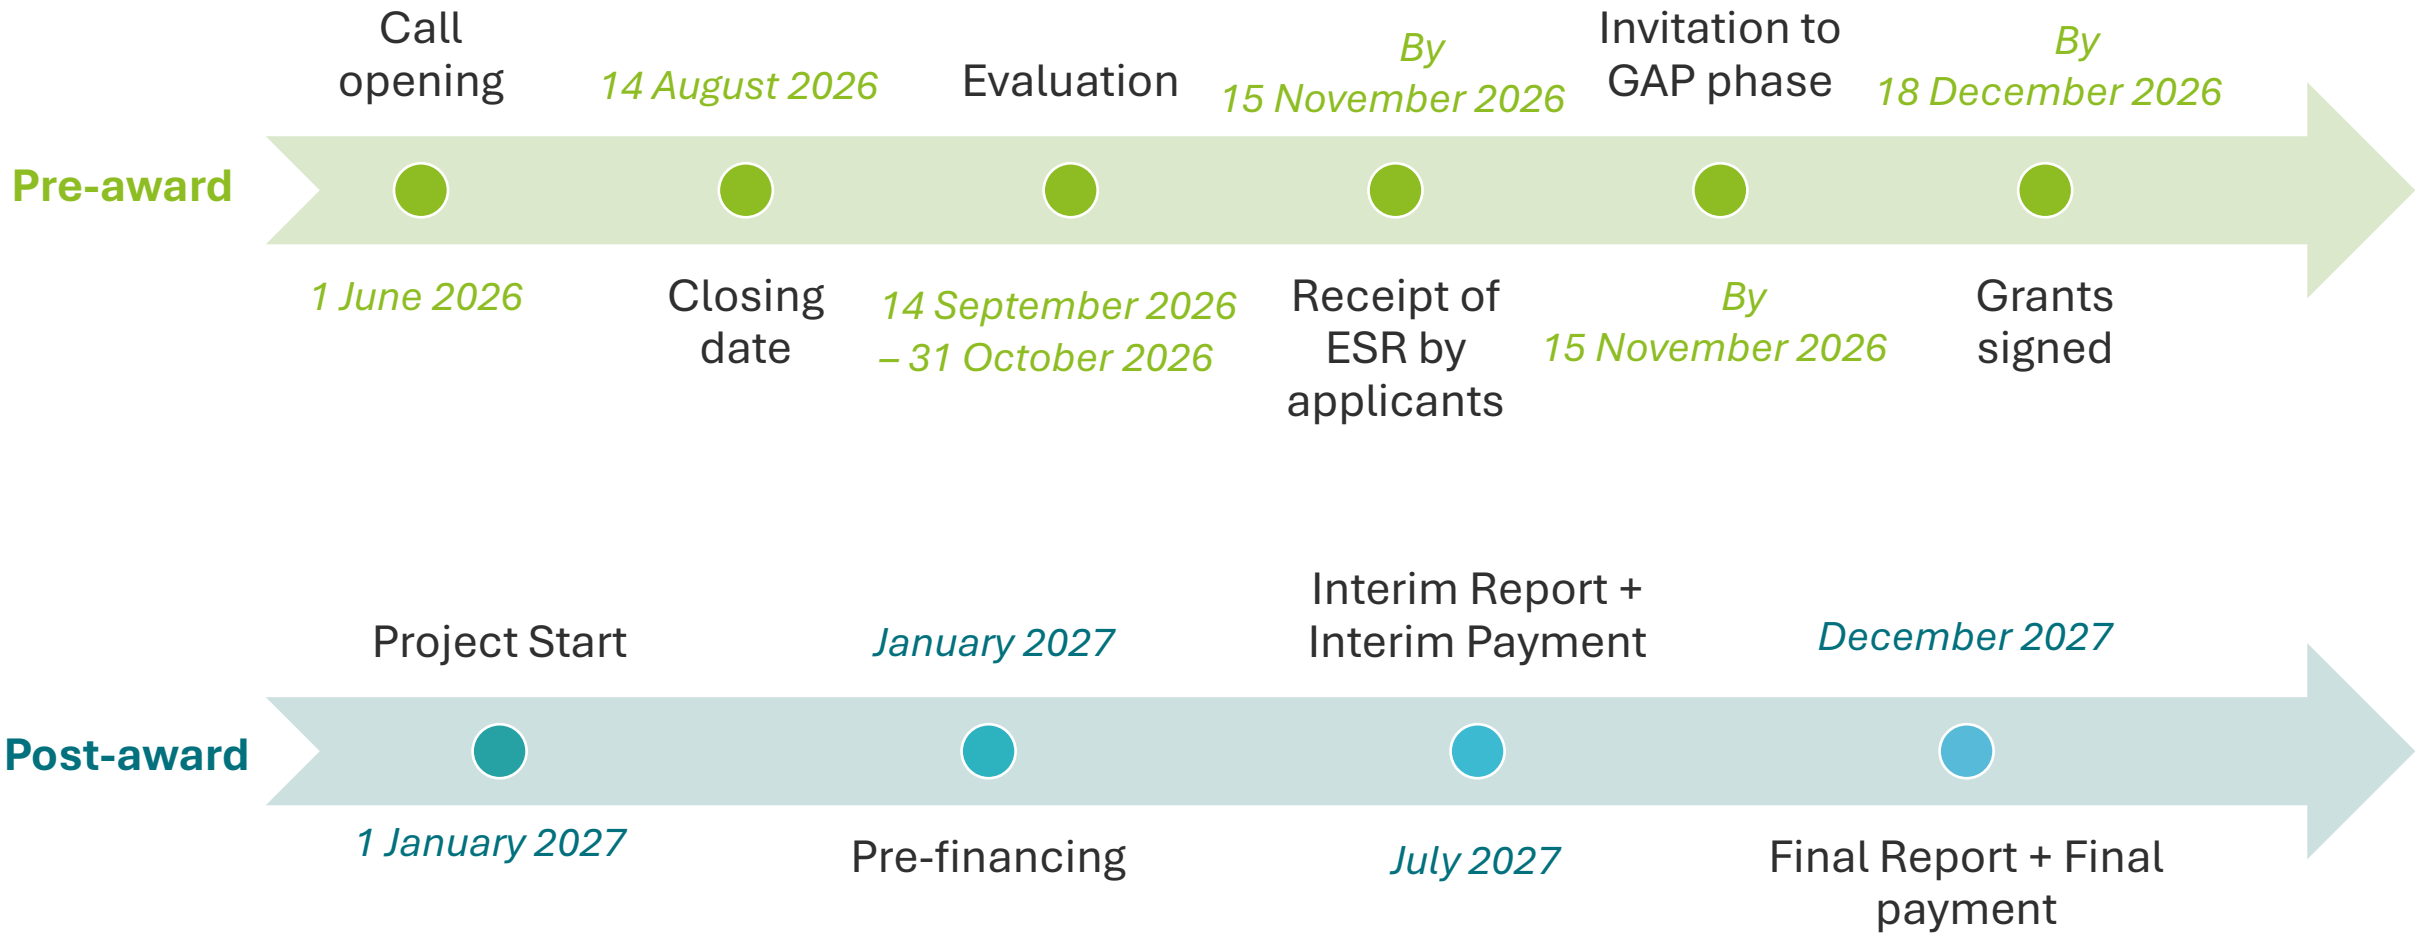 Call
opening
14 August 2026
Evaluation
By
15 November 2026
Invitation to
GAP phase
By
18 December 2026
Pre-award
1 June 2026
Closing
date
14 September 2026
– 31 October 2026
Receipt of
ESR by
applicants
By
15 November 2026
Grants
signed
Project Start
January 2027
Interim Report +
Interim Payment
December 2027
Post-award
1 January 2027
Pre-financing
July 2027
Final Report + Final
payment